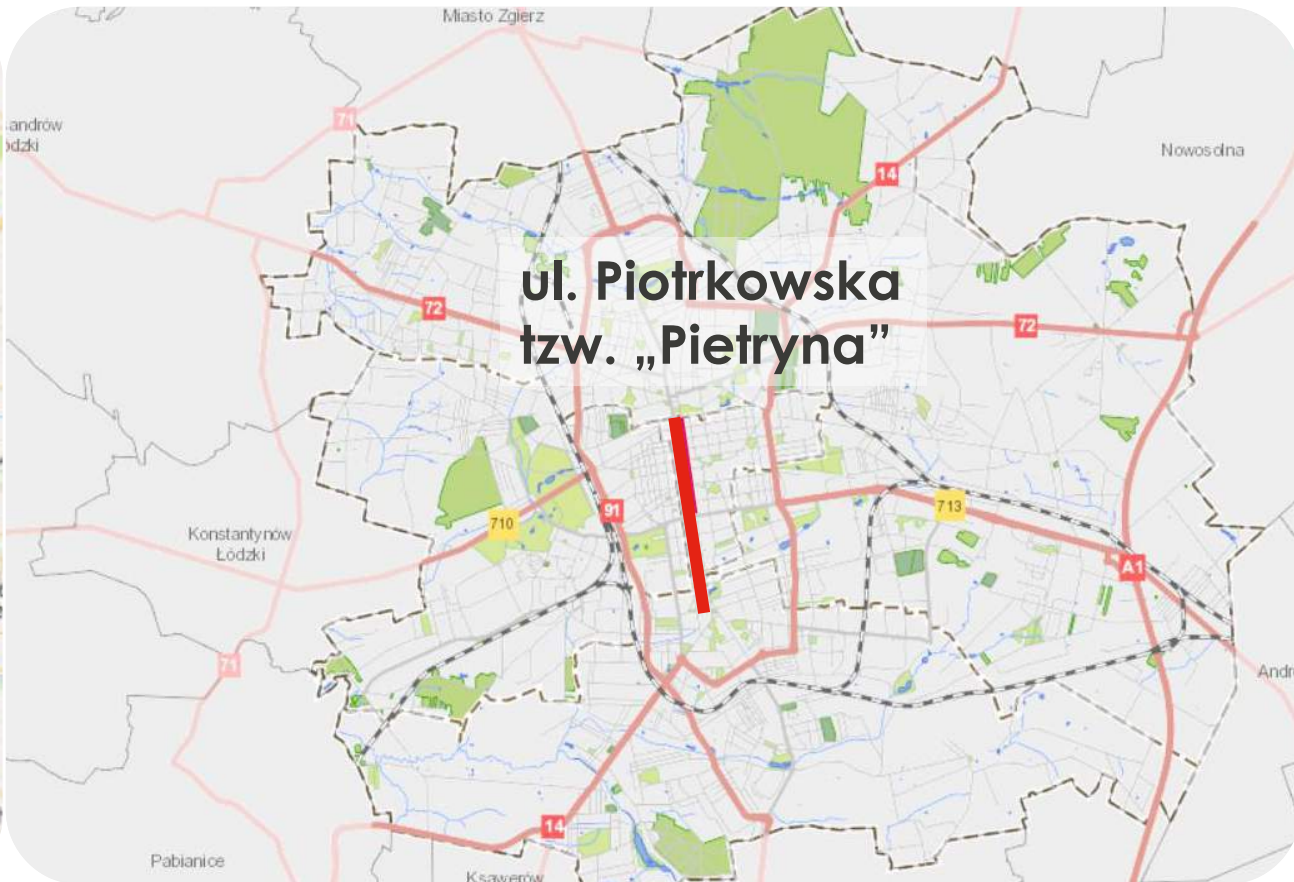 Miasto Zgierz
71
andrów
ódzki
Nowosolna
14
ul. Piotrkowska
tzw. „Pietryna”
72
72
Konstantynów
Łódzki
710
91
713
A1
71
Andr
14
Pabianice
Ksawerów